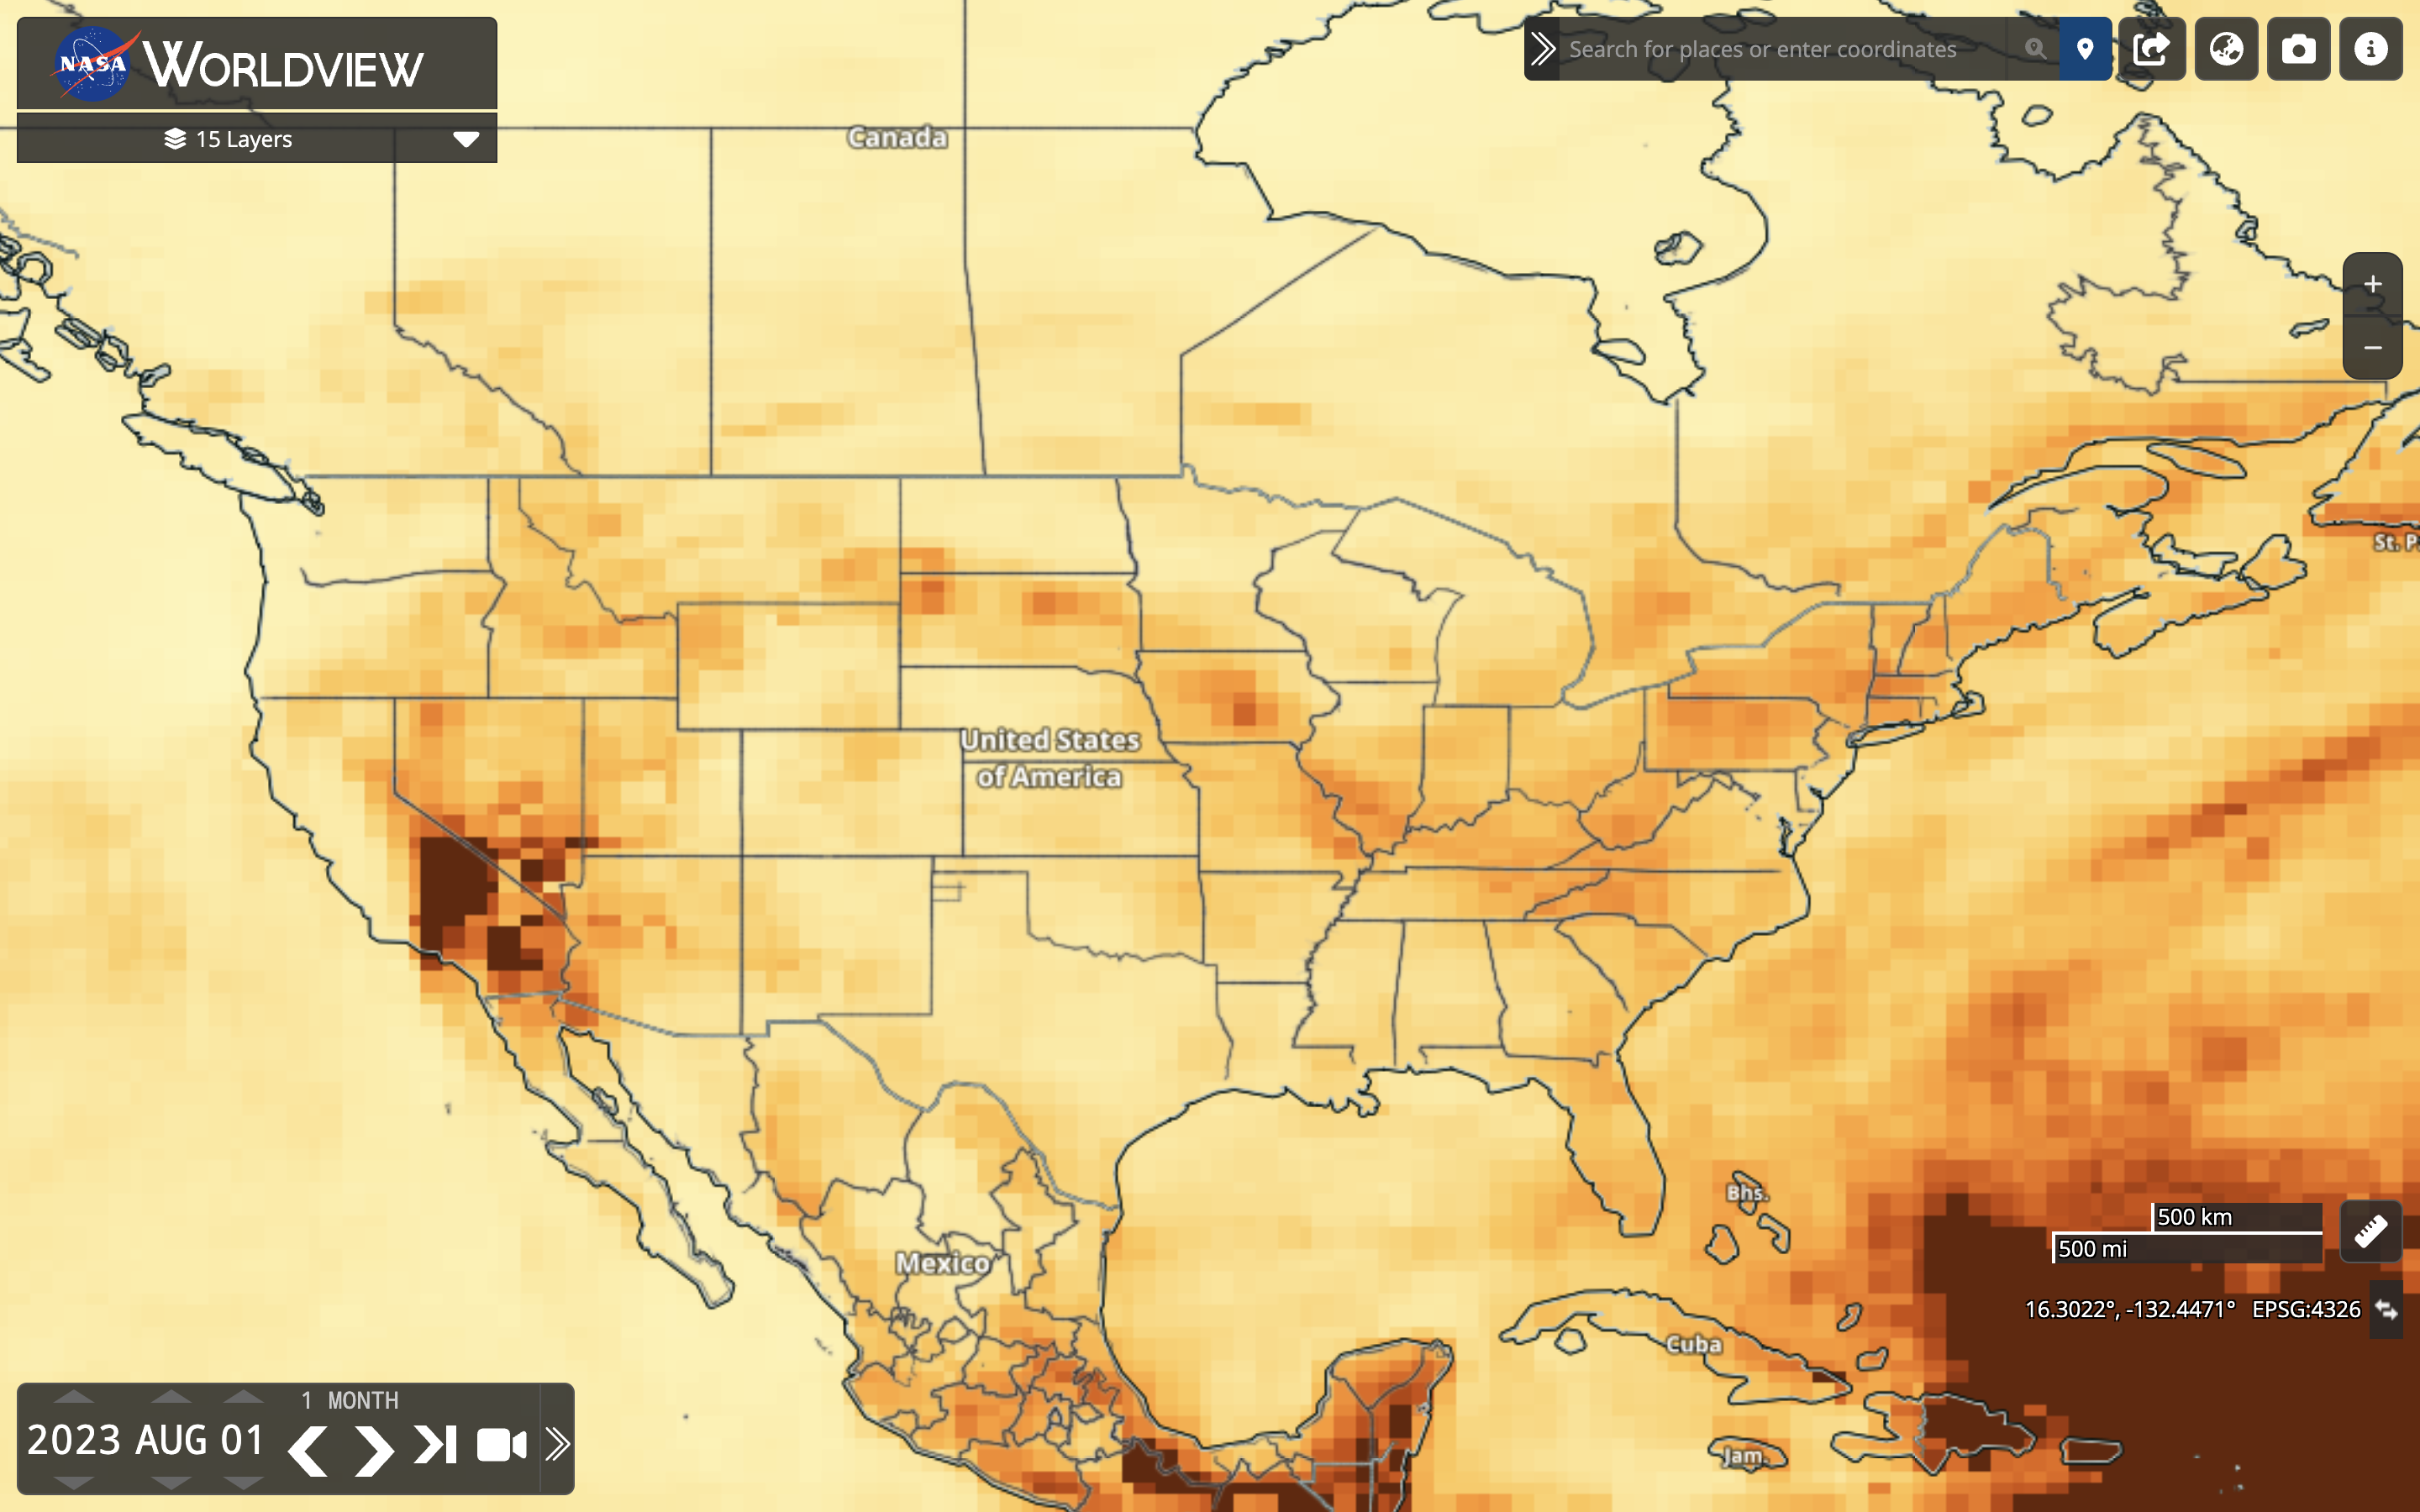 NASA WORLDVIEW
15 Layers
Search for places or enter coordinates
Canada
St. P.
United States
of America
Bhs.
500 km
500 mi
Mexico
16.3022°, -132.4471° EPSG:4326
Cuba
Jam.
1 MONTH
2023 AUG 01